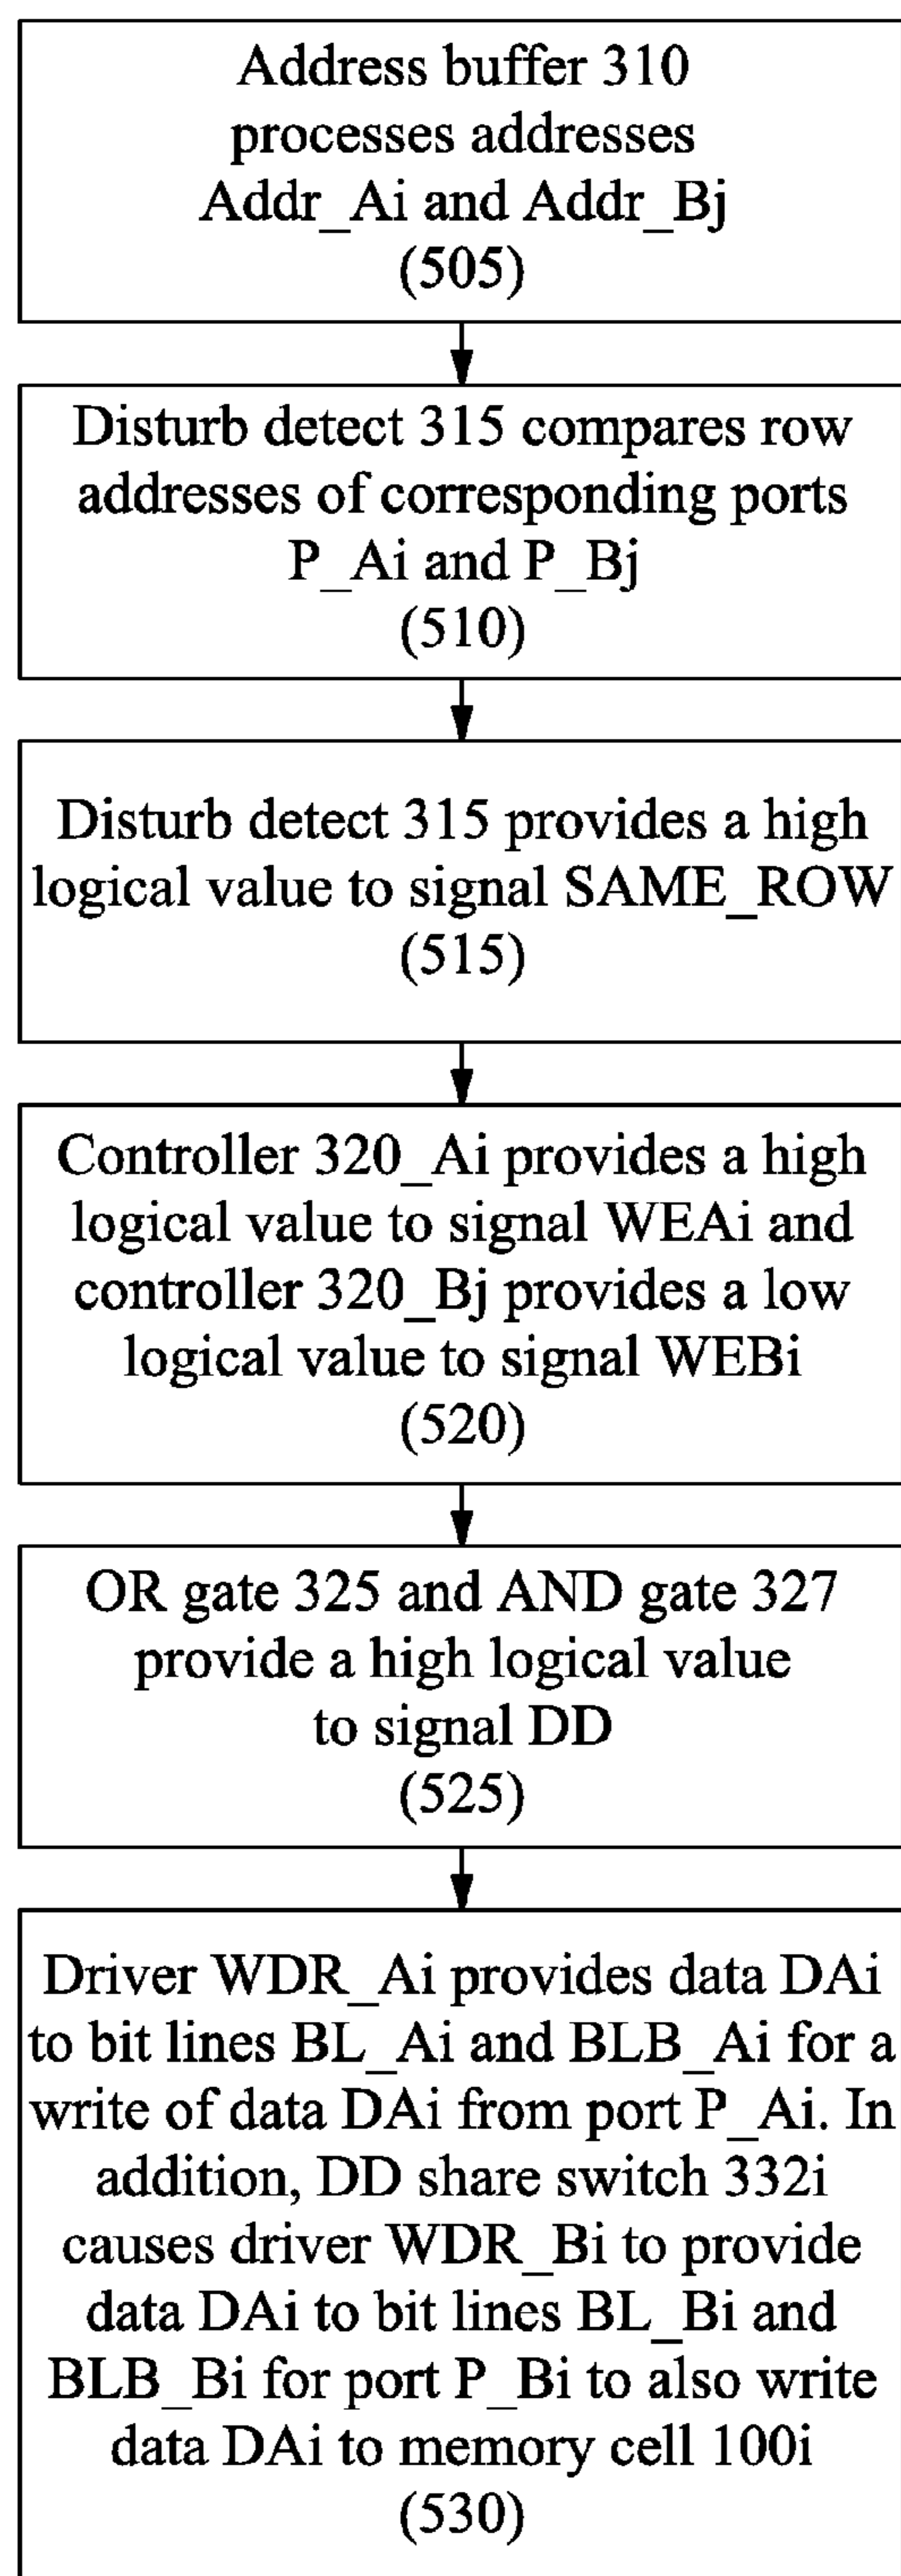 Address buffer 310
processes addresses
Addr_Ai and Addr_Bj
(505)
Disturb detect 315 compares row
addresses of corresponding ports
P_Ai and P_Bj
(510)
Disturb detect 315 provides a high
logical value to signal SAME_ROW
(515)
Controller 320_Ai provides a high
logical value to signal WEAi and
controller 320_Bj provides a low
logical value to signal WEBi
(520)
OR gate 325 and AND gate 327
provide a high logical value
to signal DD
(525)
Driver WDR_Ai provides data DAi
to bit lines BL_Ai and BLB_Ai for a
write of data DAi from port P_Ai. In
addition, DD share switch 332i
causes driver WDR_Bi to provide
data DAi to bit lines BL_Bi and
BLB_Bi for port P_Bi to also write
data DAi to memory cell 100i
(530)